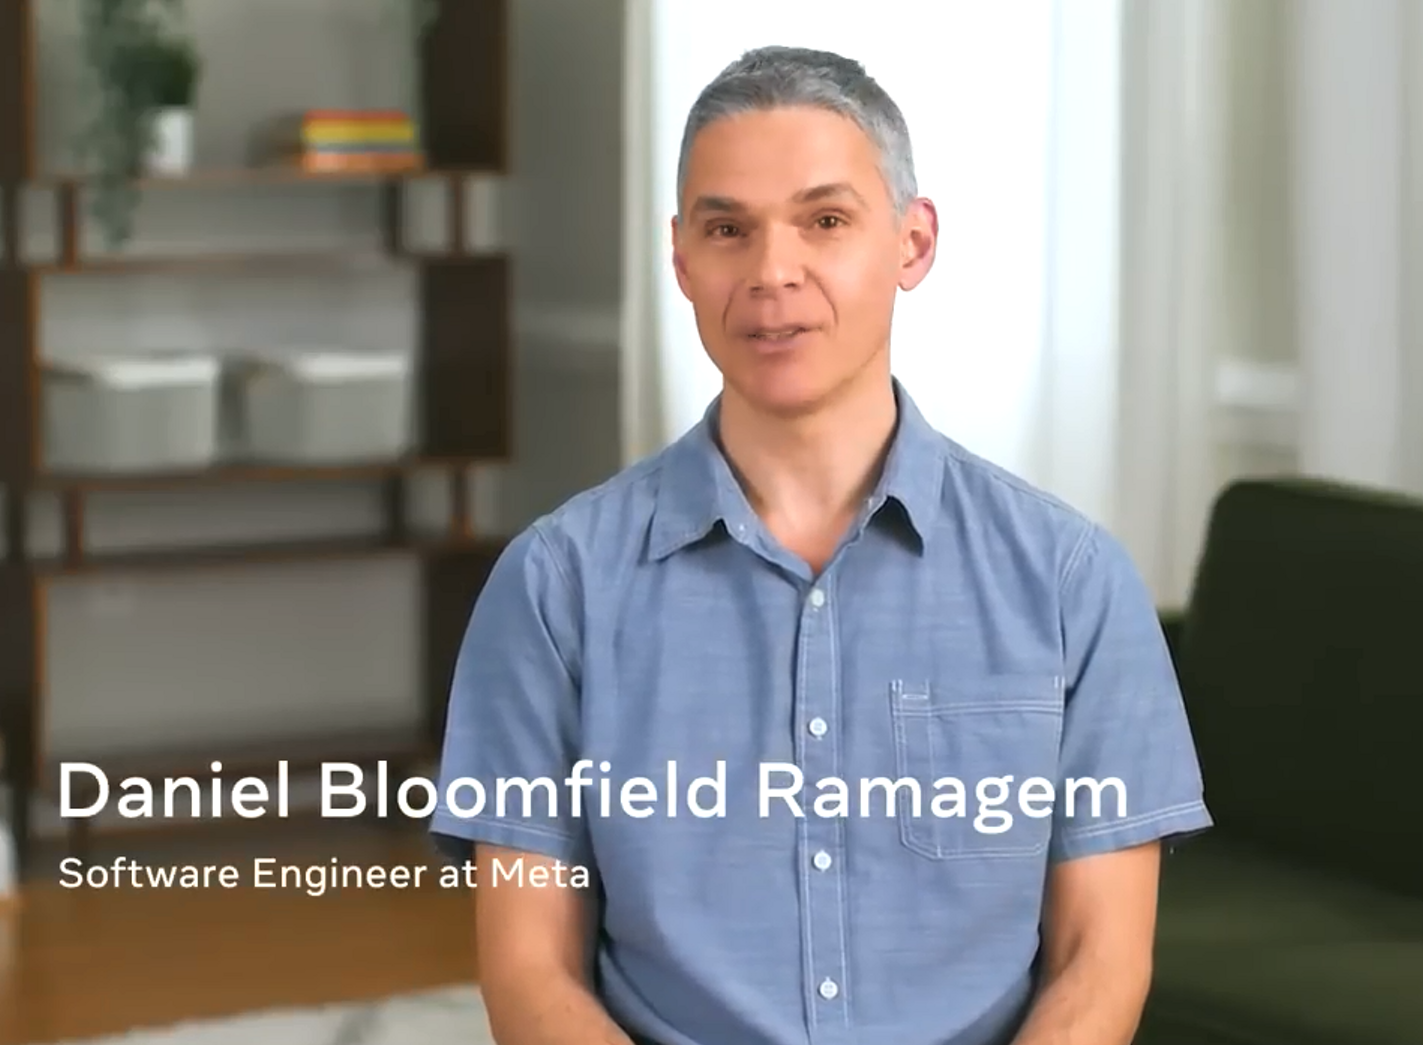 Daniel Bloomfield Ramagem
Software Engineer at Meta